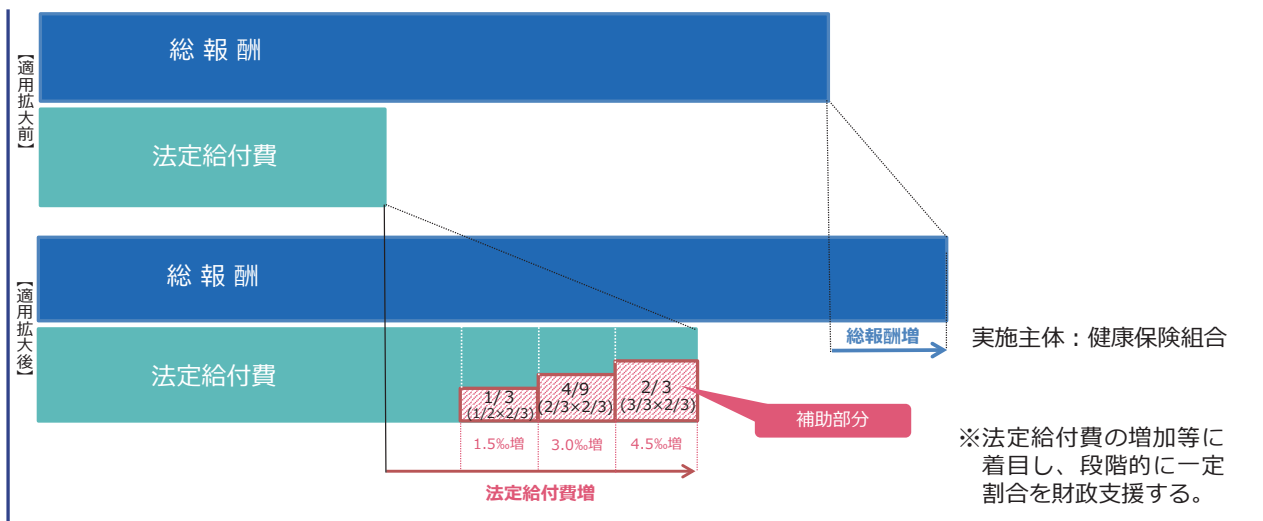 【適用拡大前】
総 報 酬
法定給付費
【適用拡大後】
総 報 酬
総報酬増
実施主体：健康保険組合
法定給付費
1/3
(1/2×2/3)
4/9
(2/3×2/3)
2/3
(3/3×2/3)
補助部分
1.5‰増
3.0‰増
4.5‰増
法定給付費増
※法定給付費の増加等に
着目し、段階的に一定
割合を財政支援する。